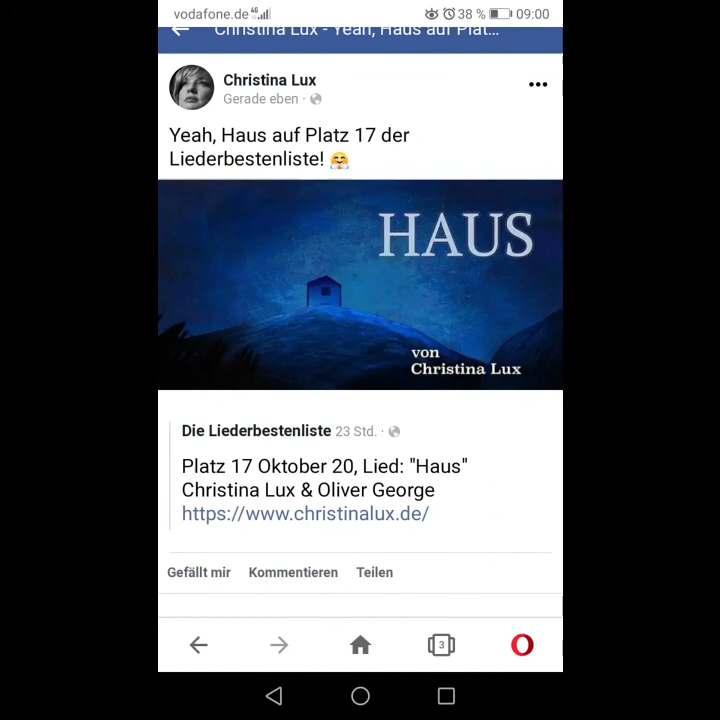 vodafone.de 4G 38 % 09:00
Christina Lux - Yeah, Haus auf Plat...
Christina Lux
Gerade eben ·
Yeah, Haus auf Platz 17 der
Liederbestenliste! 🤗
HAUS
von
Christina Lux
Die Liederbestenliste 23 Std. ·
Platz 17 Oktober 20, Lied: "Haus"
Christina Lux & Oliver George
https://www.christinalux.de/
Gefällt mir Kommentieren Teilen
3